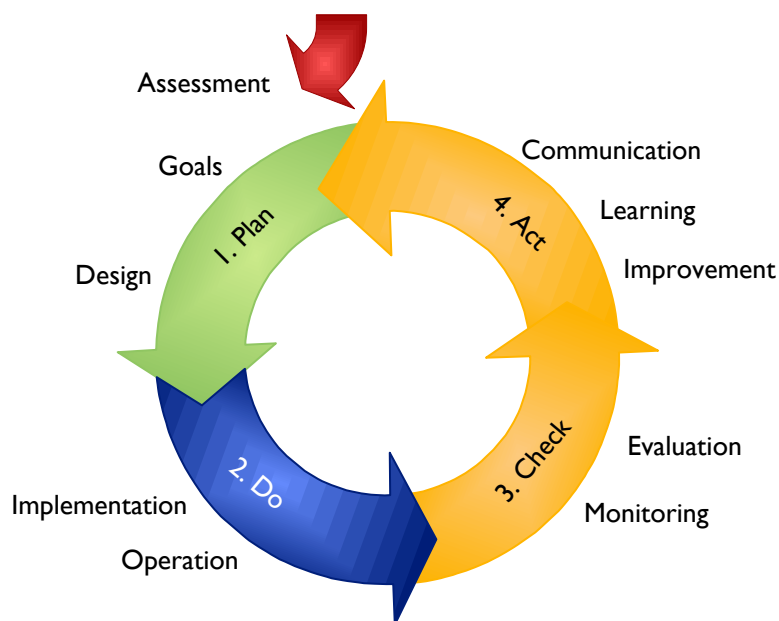 Assessment
Goals
Design
1. Plan
2. Do
Implementation
Operation
3. Check
Evaluation
Monitoring
4. Act
Communication
Learning
Improvement